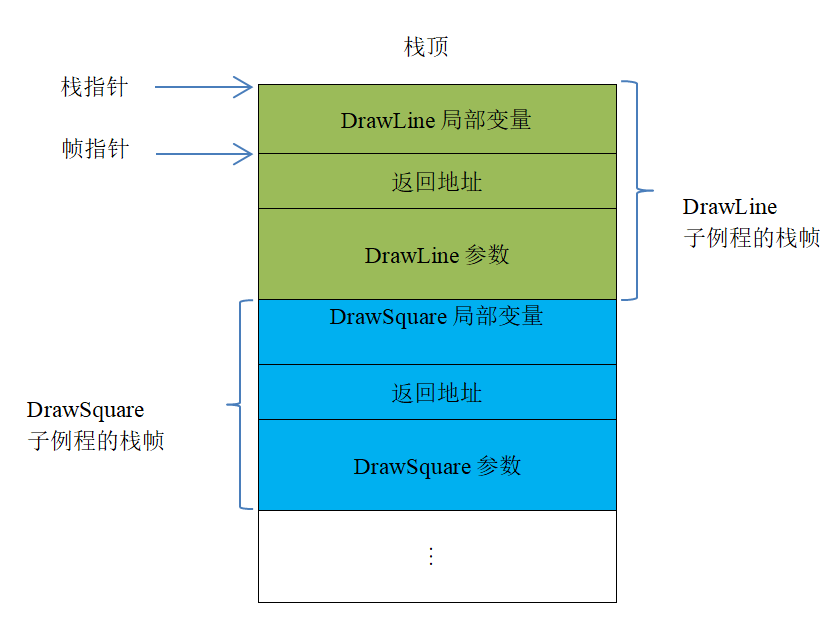 栈顶
栈指针
DrawLine 局部变量
帧指针
返回地址
DrawLine
子例程的栈帧
DrawLine 参数
DrawSquare 局部变量
返回地址
DrawSquare
子例程的栈帧
DrawSquare 参数
⋮